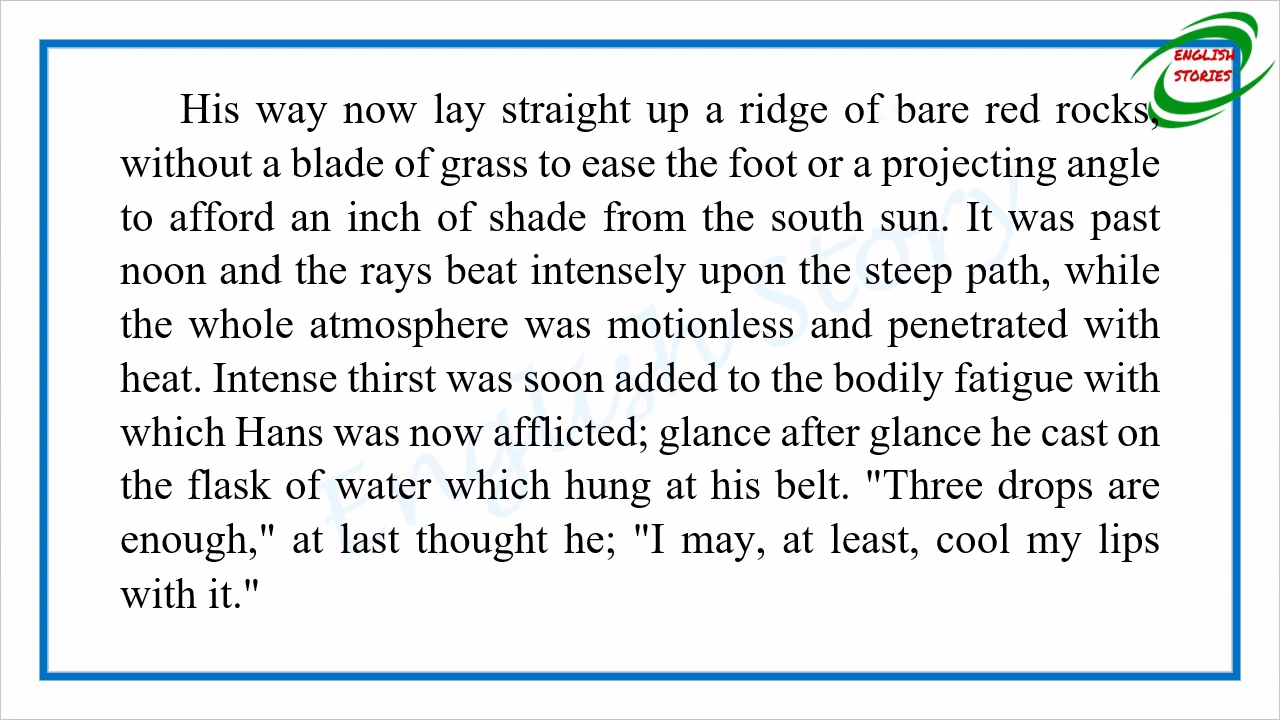 ENGLISH
STORIES
His way now lay straight up a ridge of bare red rocks,
without a blade of grass to ease the foot or a projecting angle
to afford an inch of shade from the south sun. It was past
noon and the rays beat intensely upon the steep path, while
the whole atmosphere was motionless and penetrated with
heat. Intense thirst was soon added to the bodily fatigue with
which Hans was now afflicted; glance after glance he cast on
the flask of water which hung at his belt. "Three drops are
enough," at last thought he; "I may, at least, cool my lips
with it."
English Story